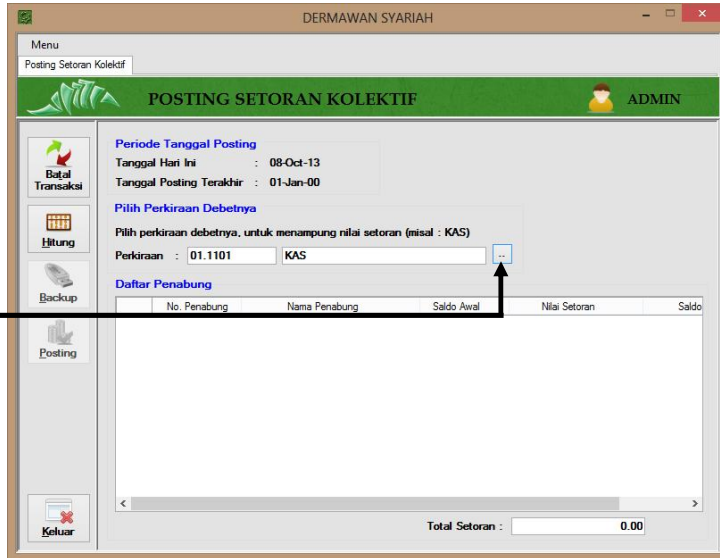 DERMAWAN SYARIAH
Menu
Posting Setoran Kolektif
POSTING SETORAN KOLEKTIF
ADMIN
Batal
Transaksi
Hitung
Backup
Posting
Keluar
Periode Tanggal Posting
Tanggal Hari Ini : 08-Oct-13
Tanggal Posting Terakhir : 01-Jan-00
Pilih Perkiraan Debetnya
Pilih perkiraan debetnya, untuk menampung nilai setoran (misal : KAS)
Perkiraan : 01.1101 KAS ..
Daftar Penabung
No. Penabung Nama Penabung Saldo Awal Nilai Setoran Saldo
Total Setoran : 0.00